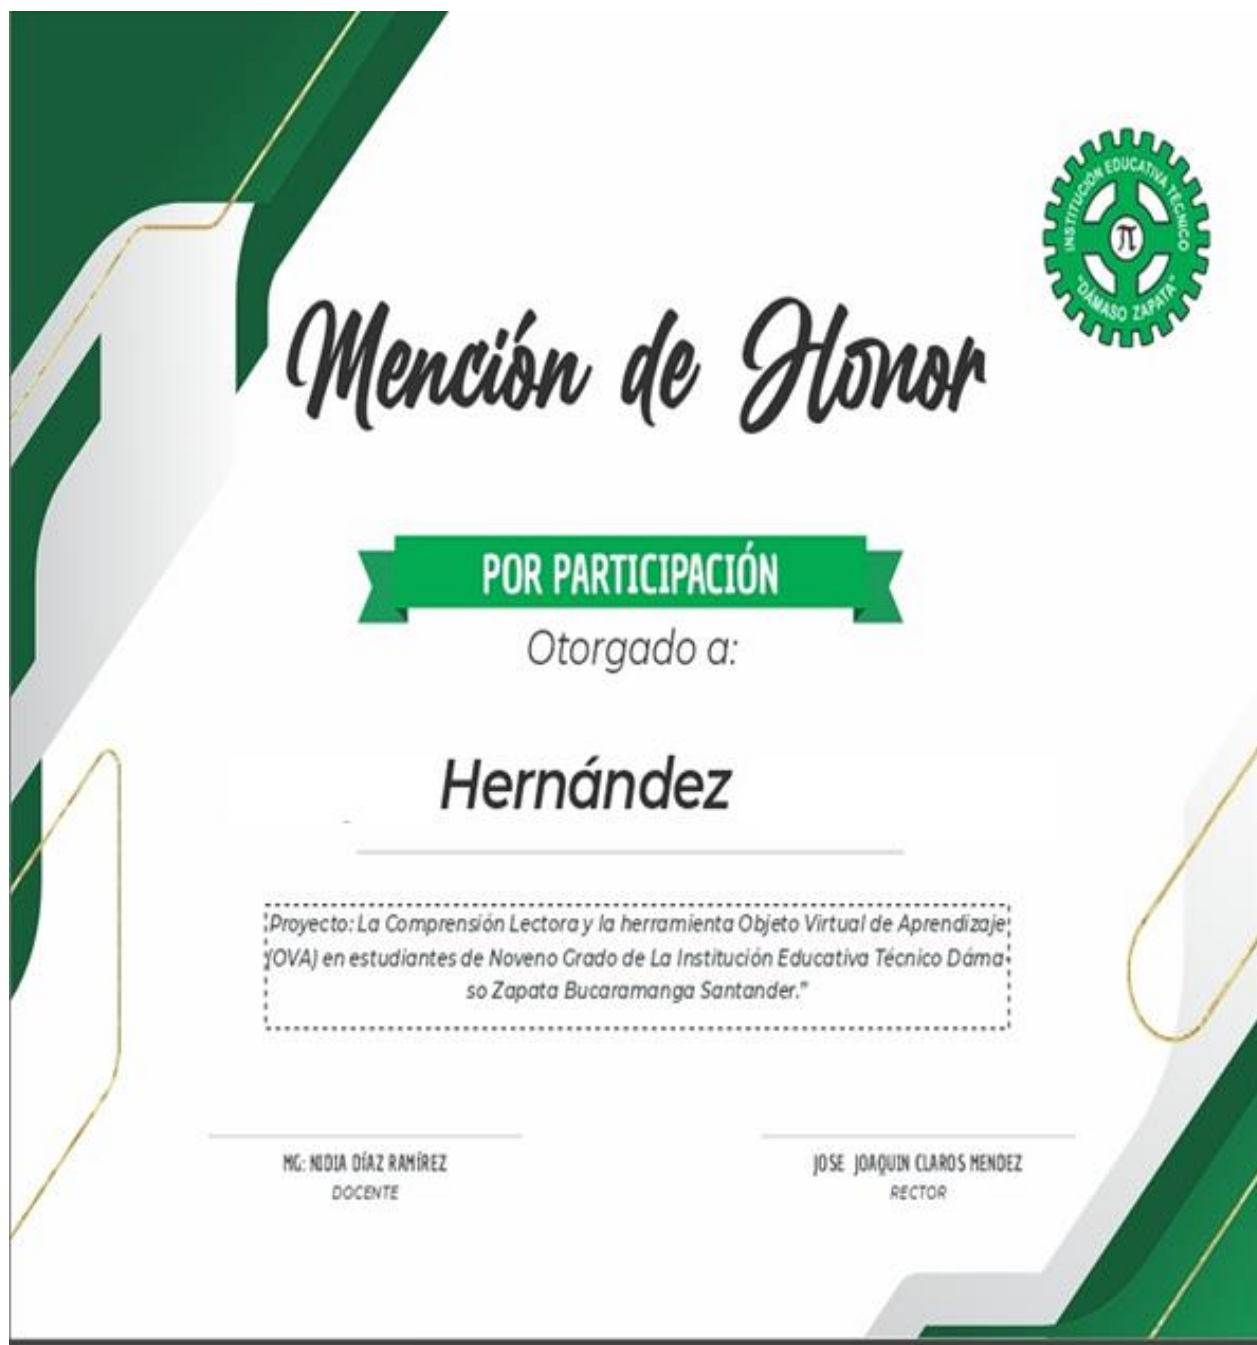 INSTITUCIÓN EDUCATIVA TÉCNICO
"DÁMASO ZAPATA"
π
Mención de Honor
POR PARTICIPACIÓN
Otorgado a:
Hernández
Proyecto: La Comprensión Lectora y la herramienta Objeto Virtual de Aprendizaje
(OVA) en estudiantes de Noveno Grado de La Institución Educativa Técnico Dáma-
so Zapata Bucaramanga Santander."
MG: NIDIA DÍAZ RAMÍREZ
DOCENTE
JOSE JOAQUIN CLAROS MENDEZ
RECTOR